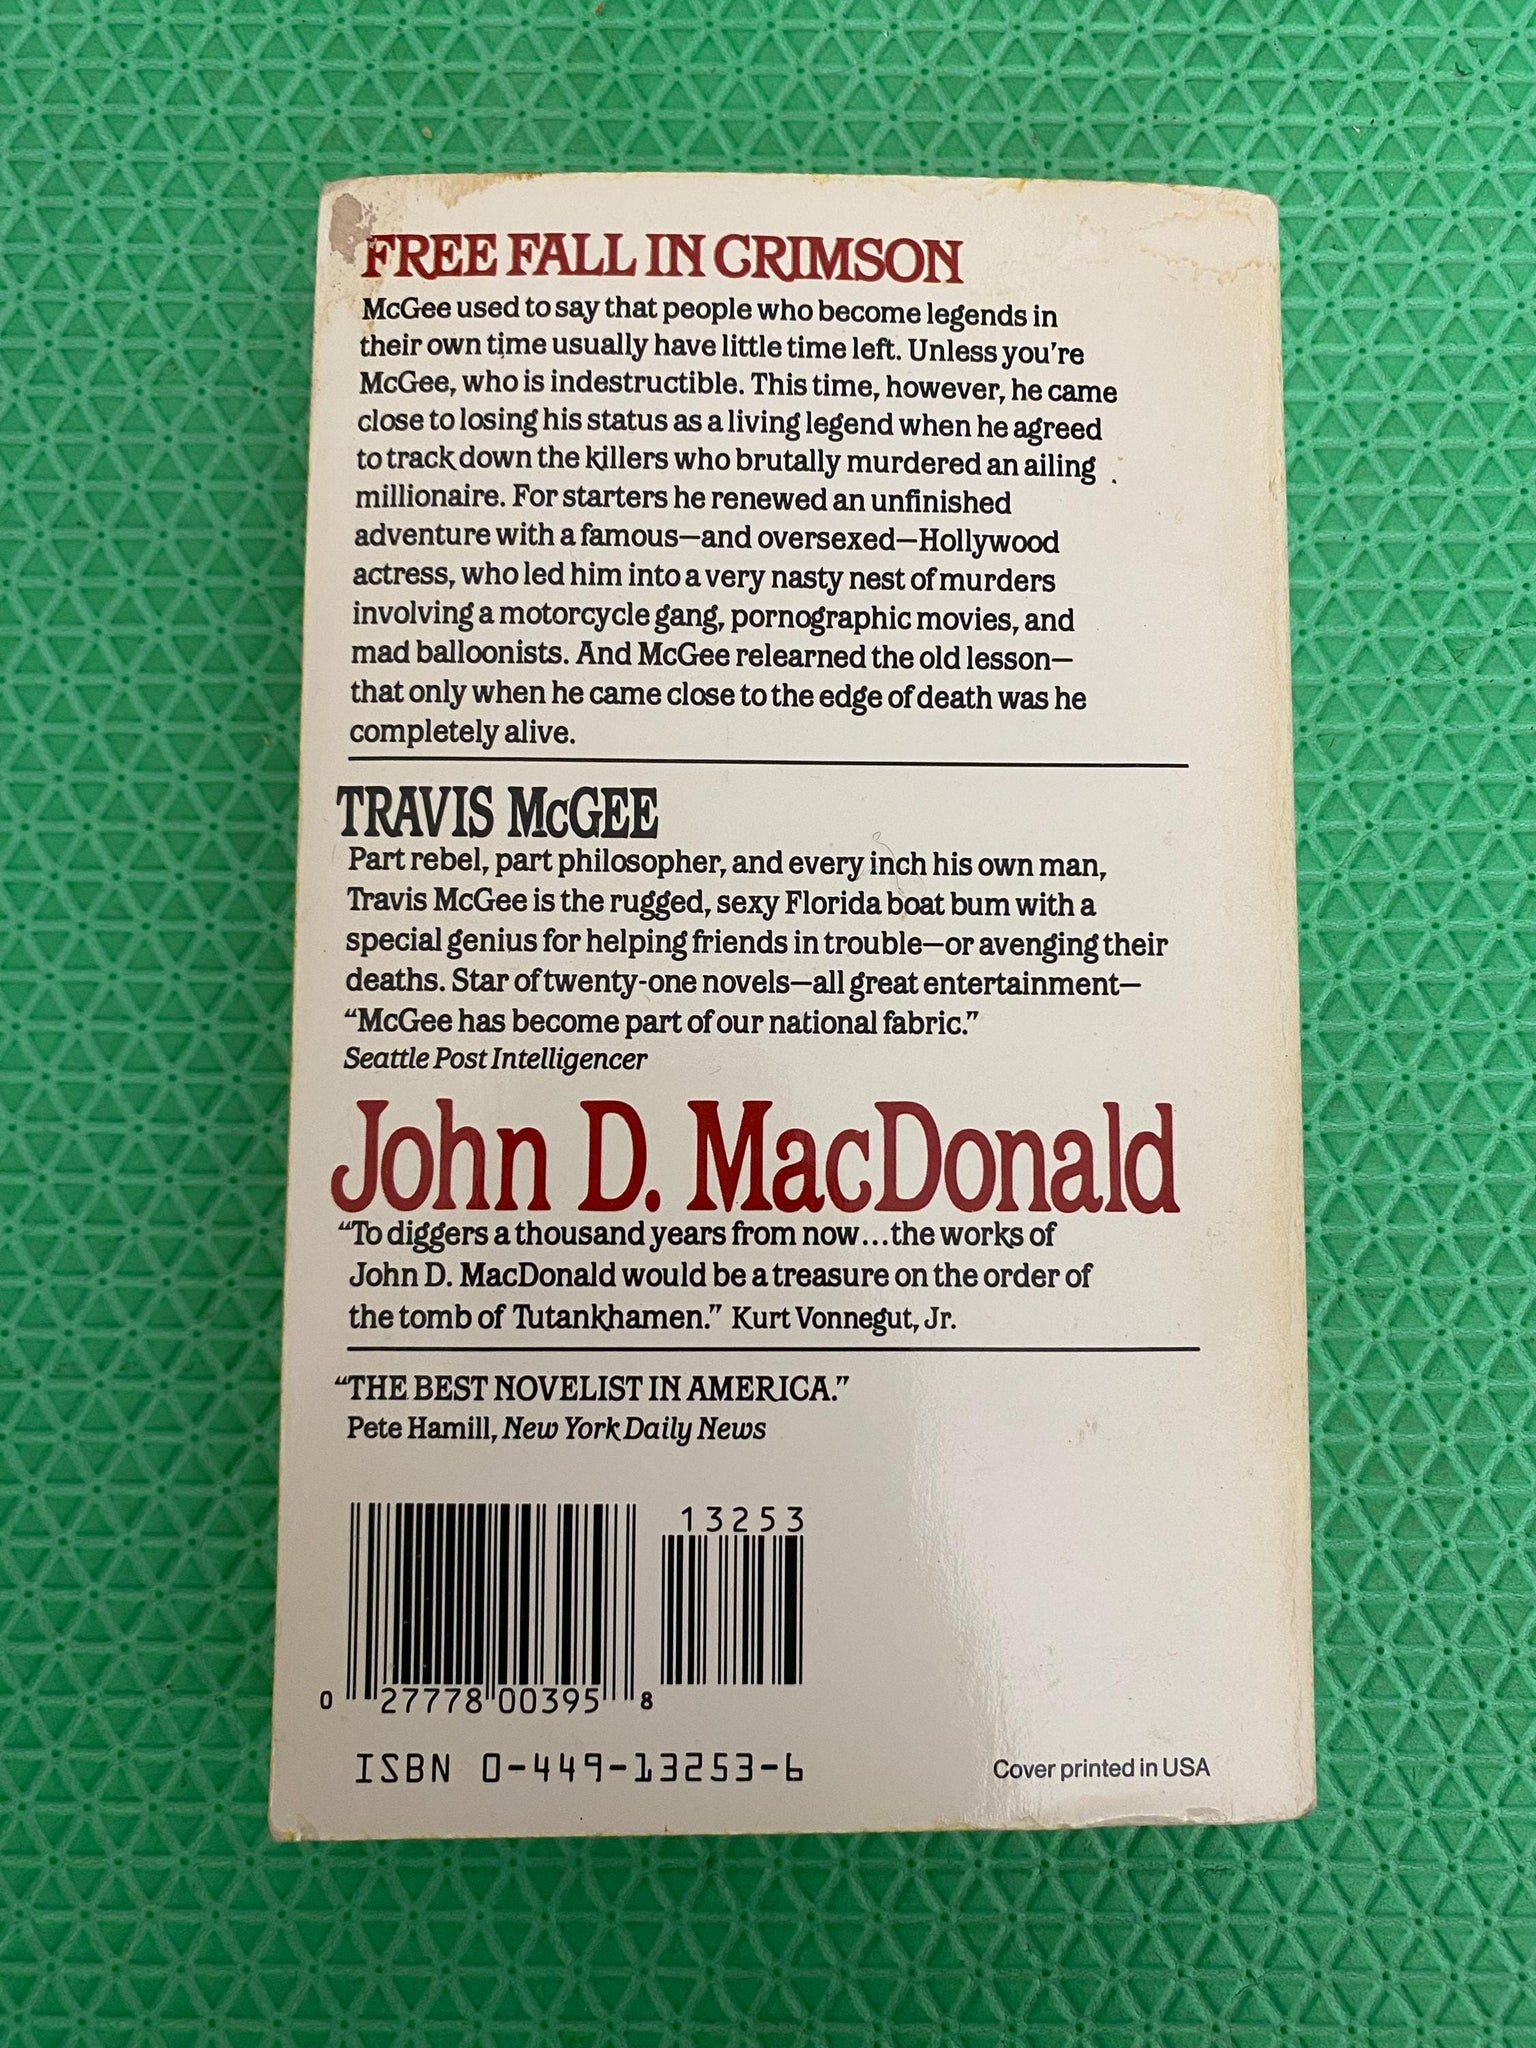 FREE FALL IN CRIMSON
McGee used to say that people who become legends in
their own time usually have little time left. Unless you're
McGee, who is indestructible. This time, however, he came
close to losing his status as a living legend when he agreed
to track down the killers who brutally murdered an ailing
millionaire. For starters he renewed an unfinished
adventure with a famous—and oversexed—Hollywood
actress, who led him into a very nasty nest of murders
involving a motorcycle gang, pornographic movies, and
mad balloonists. And McGee relearned the old lesson—
that only when he came close to the edge of death was he
completely alive.
TRAVIS McGEE
Part rebel, part philosopher, and every inch his own man,
Travis McGee is the rugged, sexy Florida boat bum with a
special genius for helping friends in trouble—or avenging their
deaths. Star of twenty-one novels—all great entertainment—
“McGee has become part of our national fabric.”
Seattle Post Intelligencer
John D. MacDonald
“To diggers a thousand years from now...the works of
John D. MacDonald would be a treasure on the order of
the tomb of Tutankhamen.” Kurt Vonnegut, Jr.
“THE BEST NOVELIST IN AMERICA.”
Pete Hamill, New York Daily News
13253
0 27778 00395 8
ISBN 0-449-13253-6
Cover printed in USA